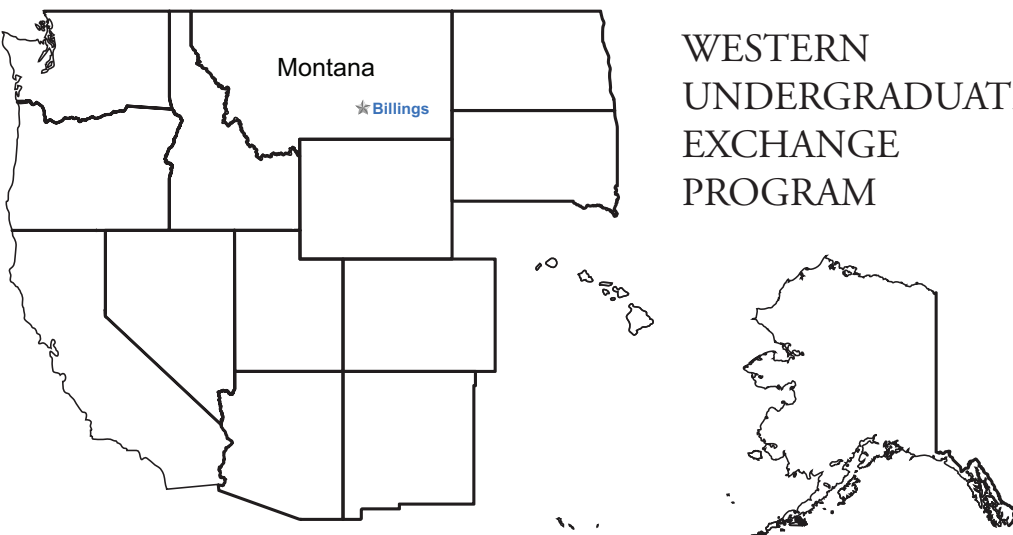 Montana
Billings
WESTERN
UNDERGRADUAT
EXCHANGE
PROGRAM